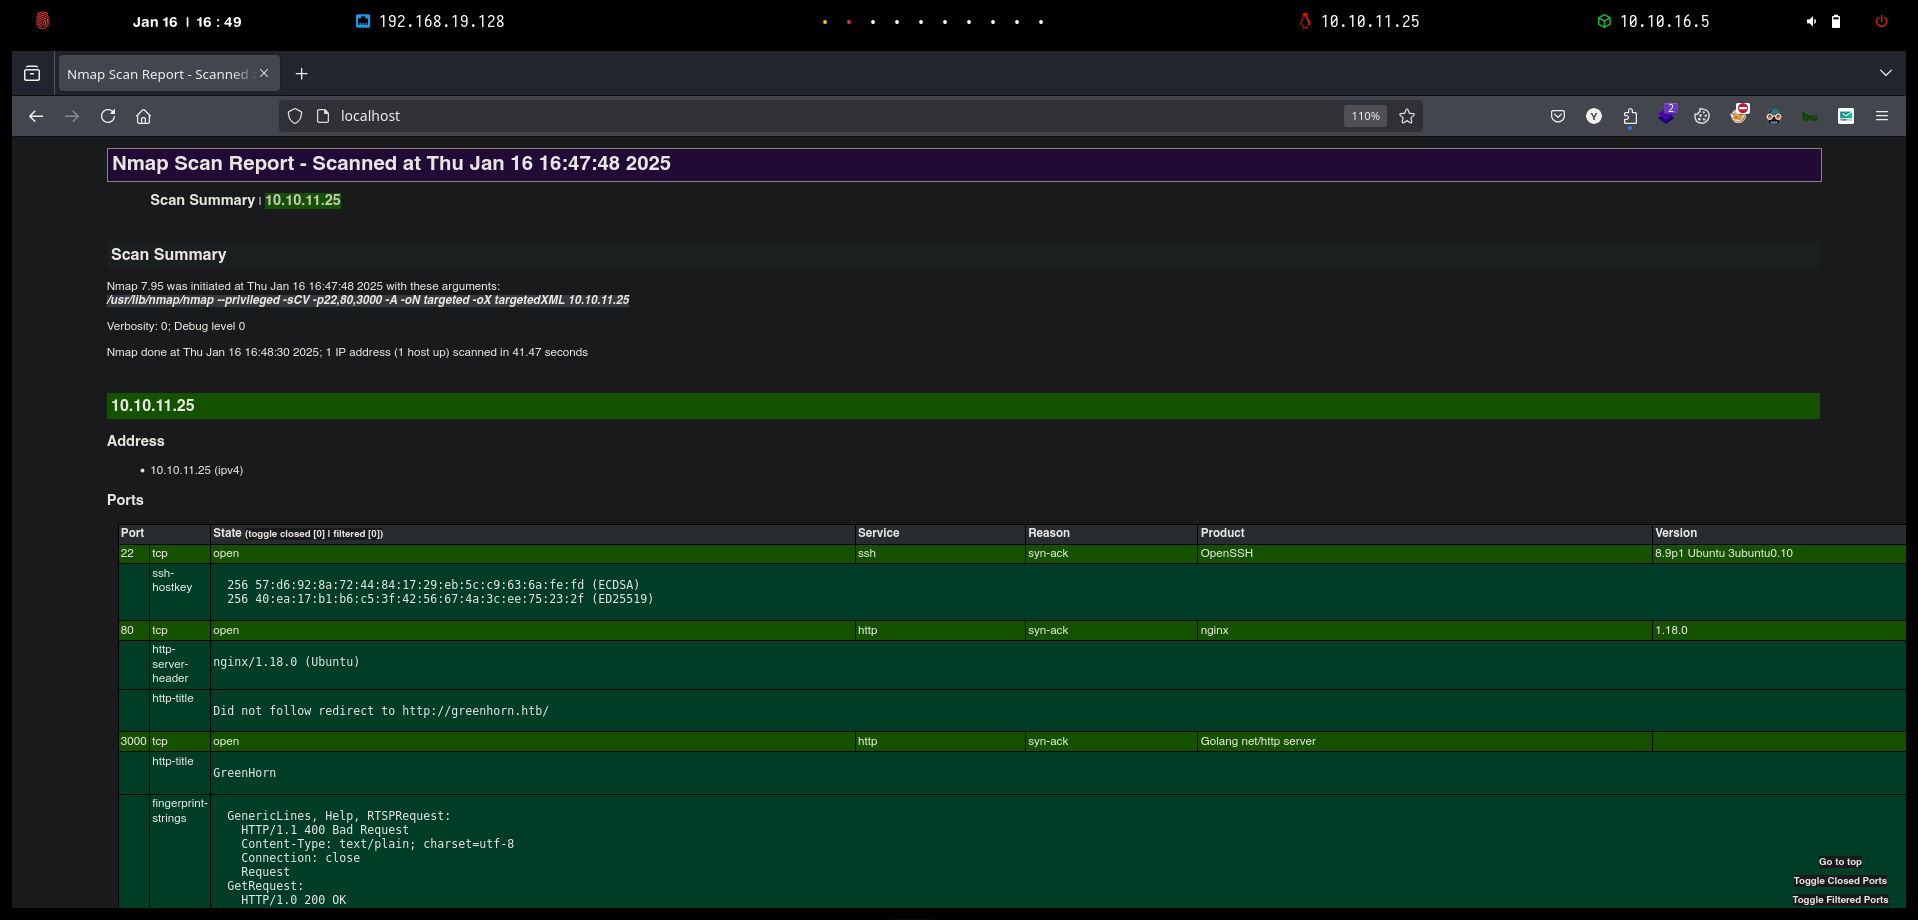 Jan 16 | 16 : 49
192.168.19.128
10.10.11.25
10.10.16.5
Nmap Scan Report - Scanned
localhost
110%
2
Nmap Scan Report - Scanned at Thu Jan 16 16:47:48 2025
Scan Summary | 10.10.11.25
Scan Summary
Nmap 7.95 was initiated at Thu Jan 16 16:47:48 2025 with these arguments:
/usr/lib/nmap/nmap --privileged -sCV -p22,80,3000 -A -oN targeted -oX targetedXML 10.10.11.25
Verbosity: 0; Debug level 0
Nmap done at Thu Jan 16 16:48:30 2025; 1 IP address (1 host up) scanned in 41.47 seconds
10.10.11.25
Address
• 10.10.11.25 (ipv4)
Ports
Port State (toggle closed [0] | filtered [0]) Service Reason Product Version
22 tcp open ssh syn-ack OpenSSH 8.9p1 Ubuntu 3ubuntu0.10
ssh-
hostkey
256 57:d6:92:8a:72:44:84:17:29:eb:5c:c9:63:6a:fe:fd (ECDSA)
256 40:ea:17:b1:b6:c5:3f:42:56:67:4a:3c:ee:75:23:2f (ED25519)
80 tcp open http syn-ack nginx 1.18.0
http-
server-
header
nginx/1.18.0 (Ubuntu)
http-title
Did not follow redirect to http://greenhorn.htb/
3000 tcp open http syn-ack Golang net/http server
http-title
GreenHorn
fingerprint-
strings
GenericLines, Help, RTSPRequest:
HTTP/1.1 400 Bad Request
Content-Type: text/plain; charset=utf-8
Connection: close
Request
GetRequest:
HTTP/1.0 200 OK
Go to top
Toggle Closed Ports
Toggle Filtered Ports